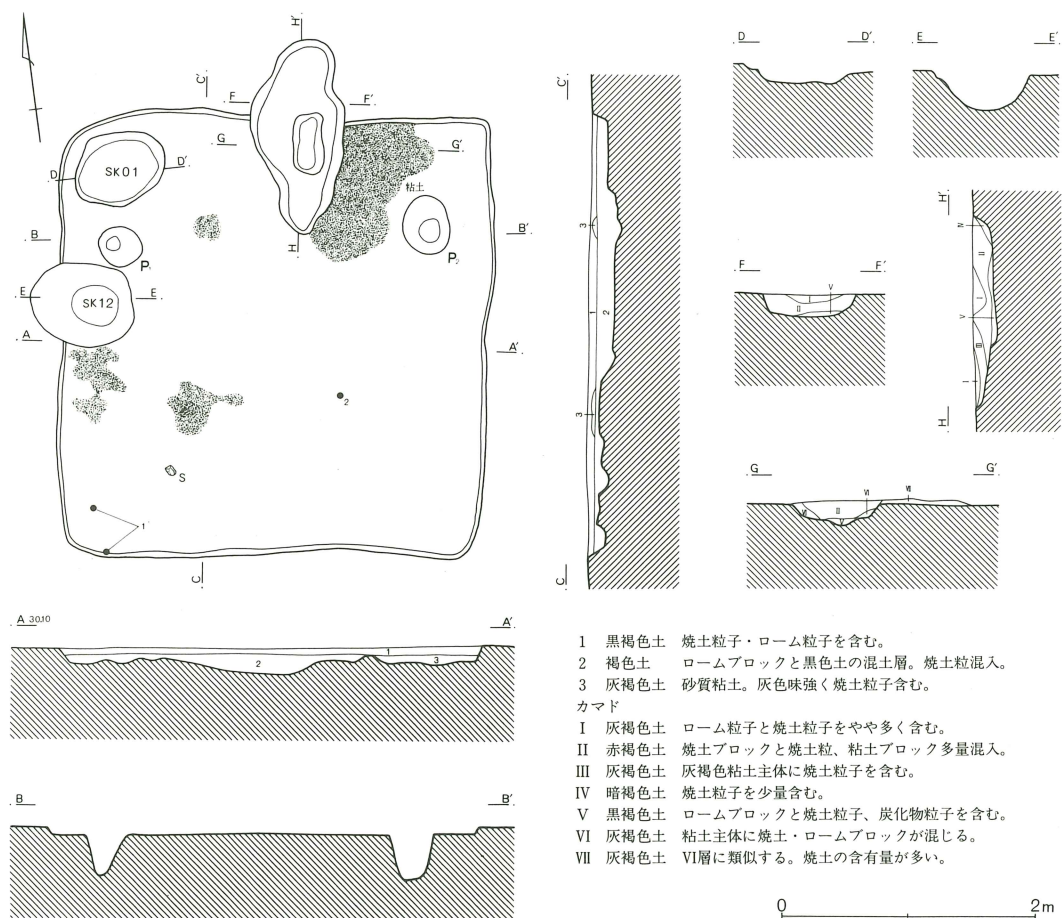 H′
C′
F F′
G G′
D SK01 D′
粘土
B B′
P P
E SK12 E
H
A A′
2
S
1
C
A 30.10 A′
1
2 3
B B′
C′
3
1 2
3
C
D D′ E E′
F F′
V
I
II
H′
IV
III
I
V
III
I
H
G G′
VI VII
VII II
V
1 黒褐色土 焼土粒子・ローム粒子を含む。
2 褐色土 ロームブロックと黒色土の混土層。焼土粒混入。
3 灰褐色土 砂質粘土。灰色味強く焼土粒子含む。
カマド
I 灰褐色土 ローム粒子と焼土粒子をやや多く含む。
II 赤褐色土 焼土ブロックと焼土粒、粘土ブロック多量混入。
III 灰褐色土 灰褐色粘土主体に焼土粒子を含む。
IV 暗褐色土 焼土粒子を少量含む。
V 黒褐色土 ロームブロックと焼土粒子、炭化物粒子を含む。
VI 灰褐色土 粘土主体に焼土・ロームブロックが混じる。
VII 灰褐色土 VI層に類似する。焼土の含有量が多い。
0 2m